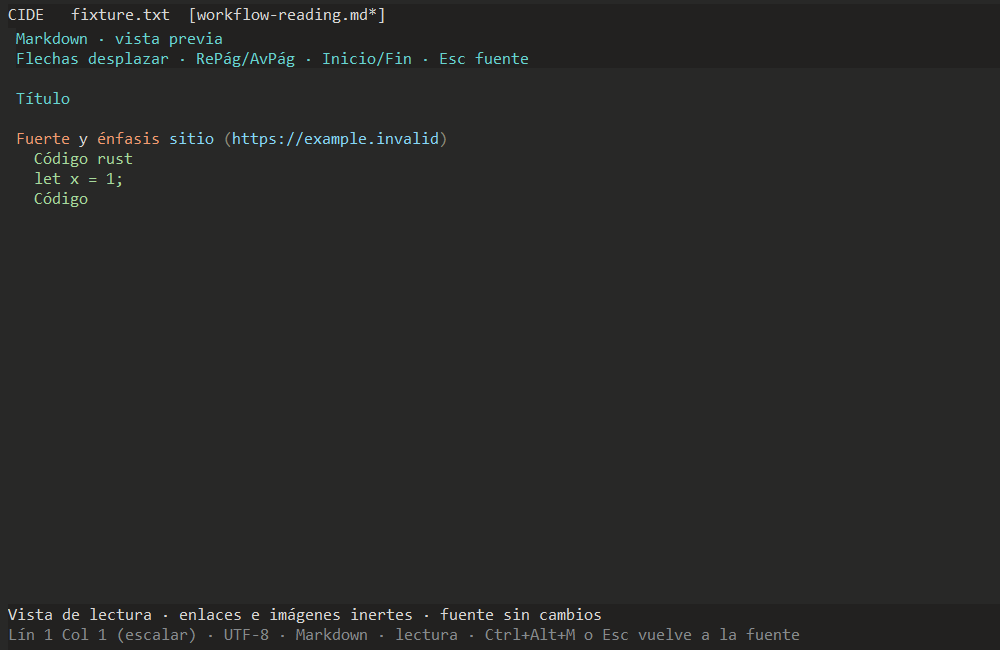 CIDE   fixture.txt  [workflow-reading.md*]
Markdown · vista previa
Flechas desplazar · RePág/AvPág · Inicio/Fin · Esc fuente
Título
Fuerte y énfasis sitio (https://example.invalid)
Código rust
let x = 1;
Código
Vista de lectura · enlaces e imágenes inertes · fuente sin cambios
Lín 1 Col 1 (escalar) · UTF-8 · Markdown · lectura · Ctrl+Alt+M o Esc vuelve a la fuente